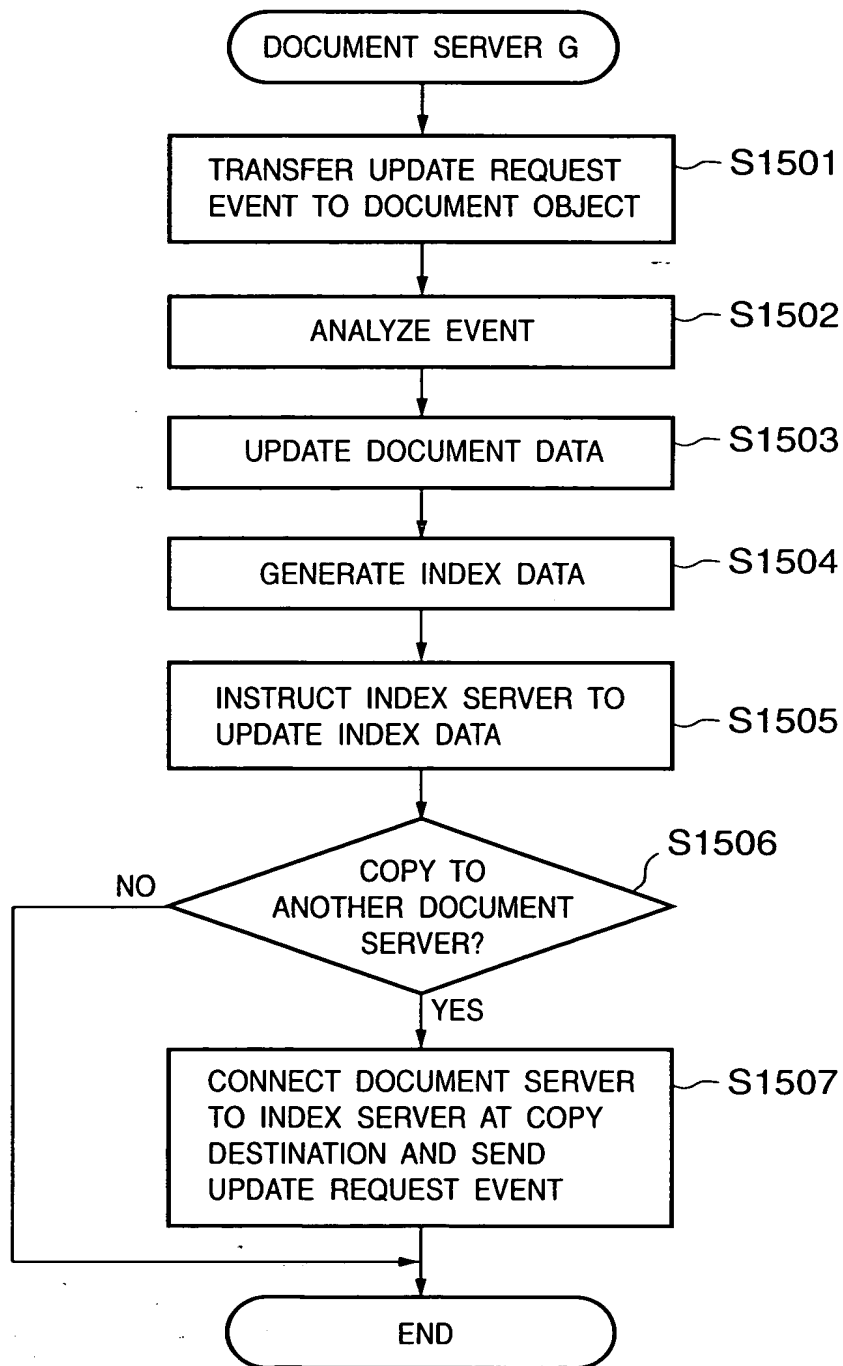 DOCUMENT SERVER G
TRANSFER UPDATE REQUEST
EVENT TO DOCUMENT OBJECT
S1501
ANALYZE EVENT
S1502
UPDATE DOCUMENT DATA
S1503
GENERATE INDEX DATA
S1504
INSTRUCT INDEX SERVER TO
UPDATE INDEX DATA
S1505
COPY TO
ANOTHER DOCUMENT
SERVER?
S1506
NO
YES
CONNECT DOCUMENT SERVER
TO INDEX SERVER AT COPY
DESTINATION AND SEND
UPDATE REQUEST EVENT
S1507
END